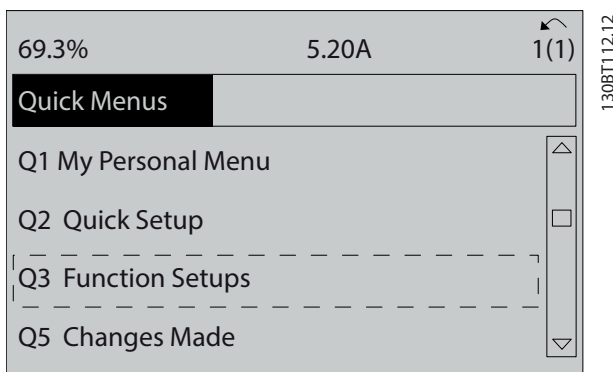 69.3% 5.20A 1(1)
Quick Menus
Q1 My Personal Menu
Q2 Quick Setup
Q3 Function Setups
Q5 Changes Made
130BT112.12